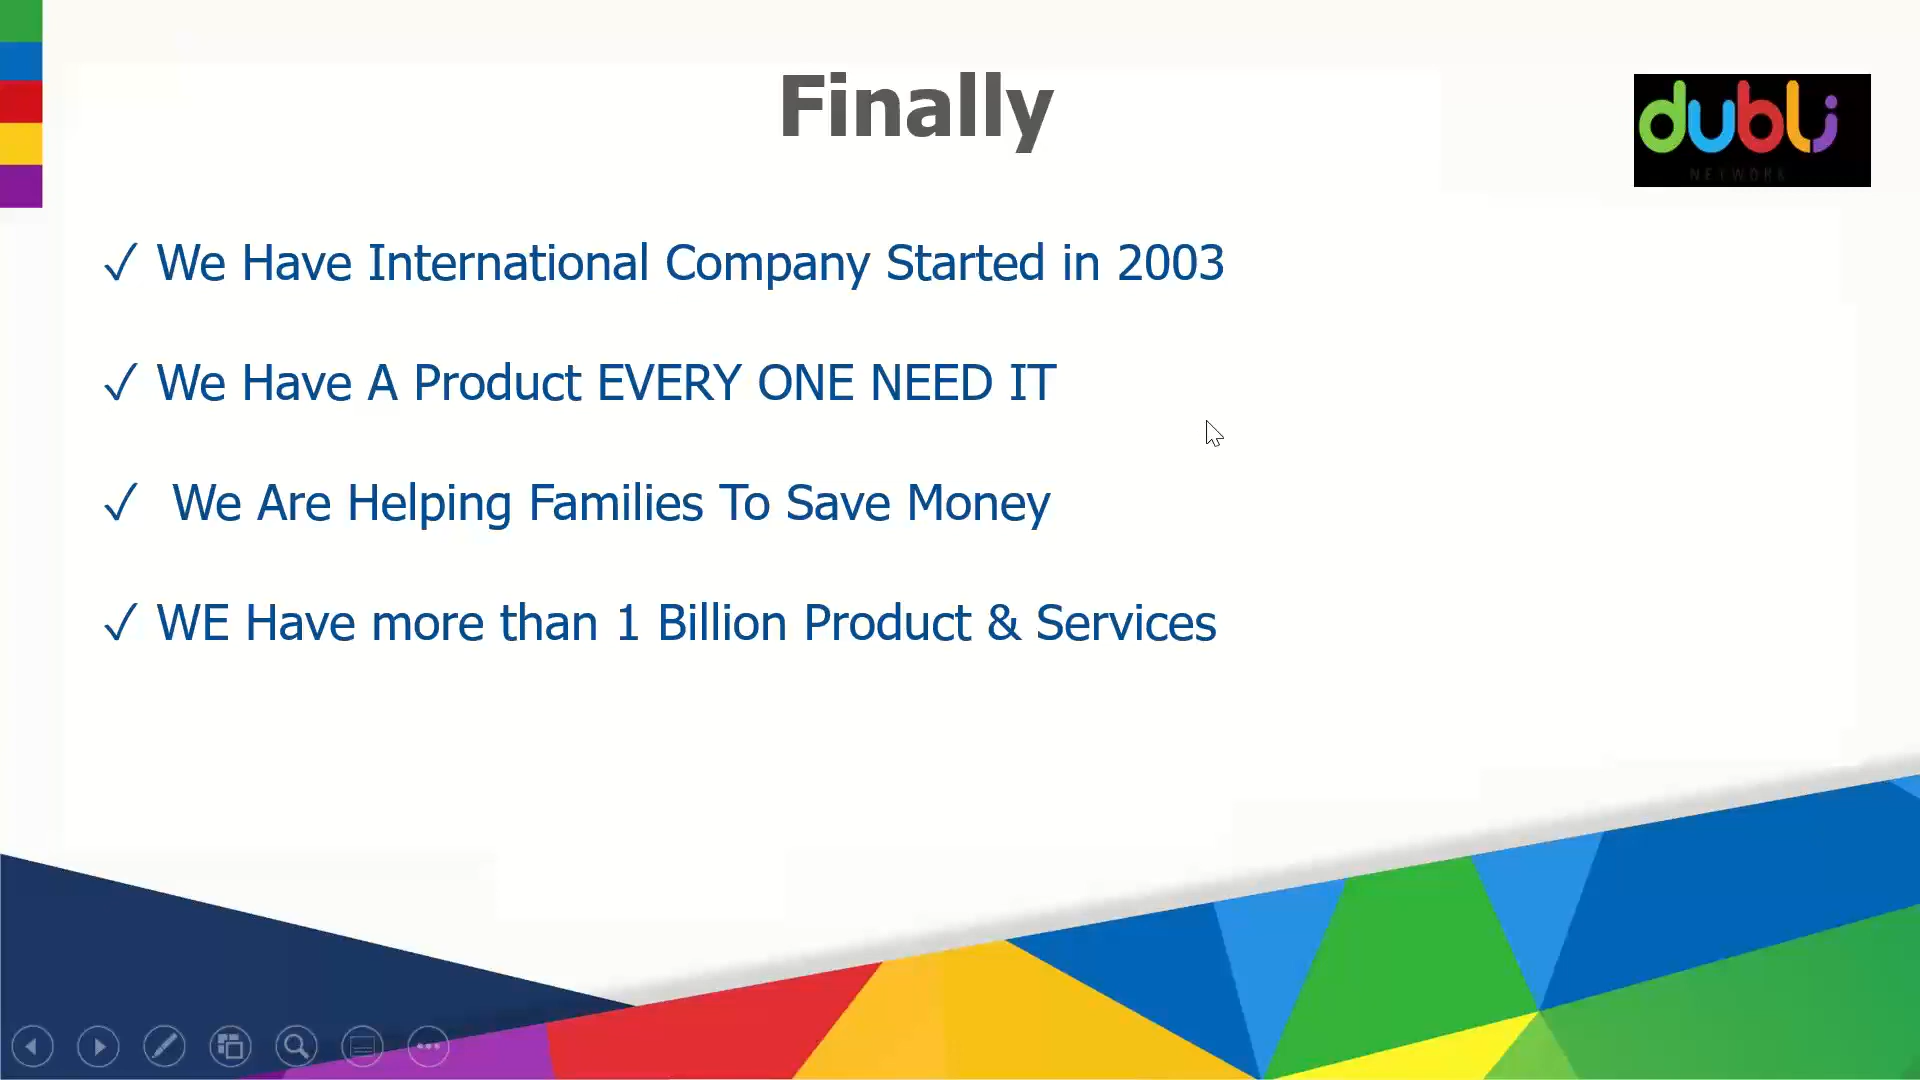 Finally
dubli
NETWORK
✓ We Have International Company Started in 2003
✓ We Have A Product EVERY ONE NEED IT
✓ We Are Helping Families To Save Money
✓ WE Have more than 1 Billion Product & Services